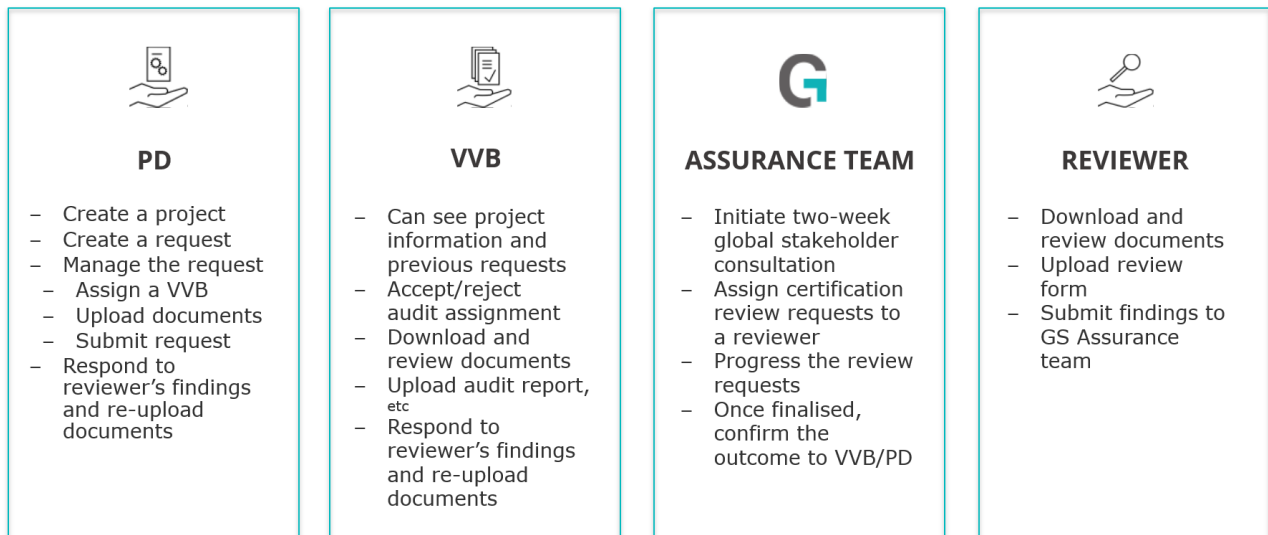 PD
– Create a project
– Create a request
– Manage the request
– Assign a VVB
– Upload documents
– Submit request
– Respond to
reviewer’s findings
and re-upload
documents
VVB
– Can see project
information and
previous requests
– Accept/reject
audit assignment
– Download and
review documents
– Upload audit report,
etc
– Respond to
reviewer’s findings
and re-upload
documents
G
ASSURANCE TEAM
– Initiate two-week
global stakeholder
consultation
– Assign certification
review requests to
a reviewer
– Progress the review
requests
– Once finalised,
confirm the
outcome to VVB/PD
REVIEWER
– Download and
review documents
– Upload review
form
– Submit findings to
GS Assurance
team